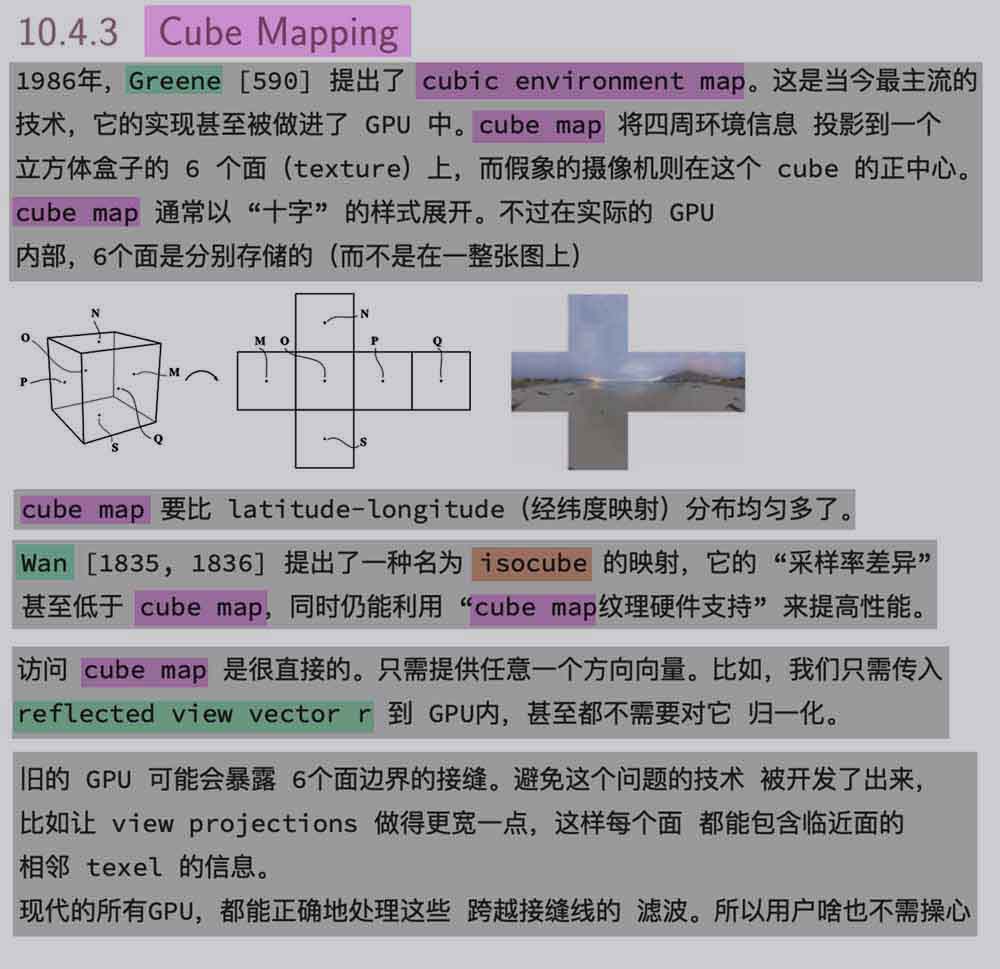 10.4.3 Cube Mapping
1986年，Greene [590] 提出了 cubic environment map。这是当今最主流的
技术，它的实现甚至被做进了 GPU 中。cube map 将四周环境信息 投影到一个
立方体盒子的 6 个面（texture）上，而假象的摄像机则在这个 cube 的正中心。
cube map 通常以 “十字” 的样式展开。不过在实际的 GPU
内部，6个面是分别存储的（而不是在一整张图上）
N
O
P
M
S
Q
N
M O P Q
S
cube map 要比 latitude-longitude（经纬度映射）分布均匀多了。
Wan [1835, 1836] 提出了一种名为 isocube 的映射，它的 “采样率差异”
甚至低于 cube map，同时仍能利用 “cube map纹理硬件支持” 来提高性能。
访问 cube map 是很直接的。只需提供任意一个方向向量。比如，我们只需传入
reflected view vector r 到 GPU内，甚至都不需要对它 归一化。
旧的 GPU 可能会暴露 6个面边界的接缝。避免这个问题的技术 被开发了出来，
比如让 view projections 做得更宽一点，这样每个面 都能包含临近面的
相邻 texel 的信息。
现代的所有GPU，都能正确地处理这些 跨越接缝线的 滤波。所以用户啥也不需操心